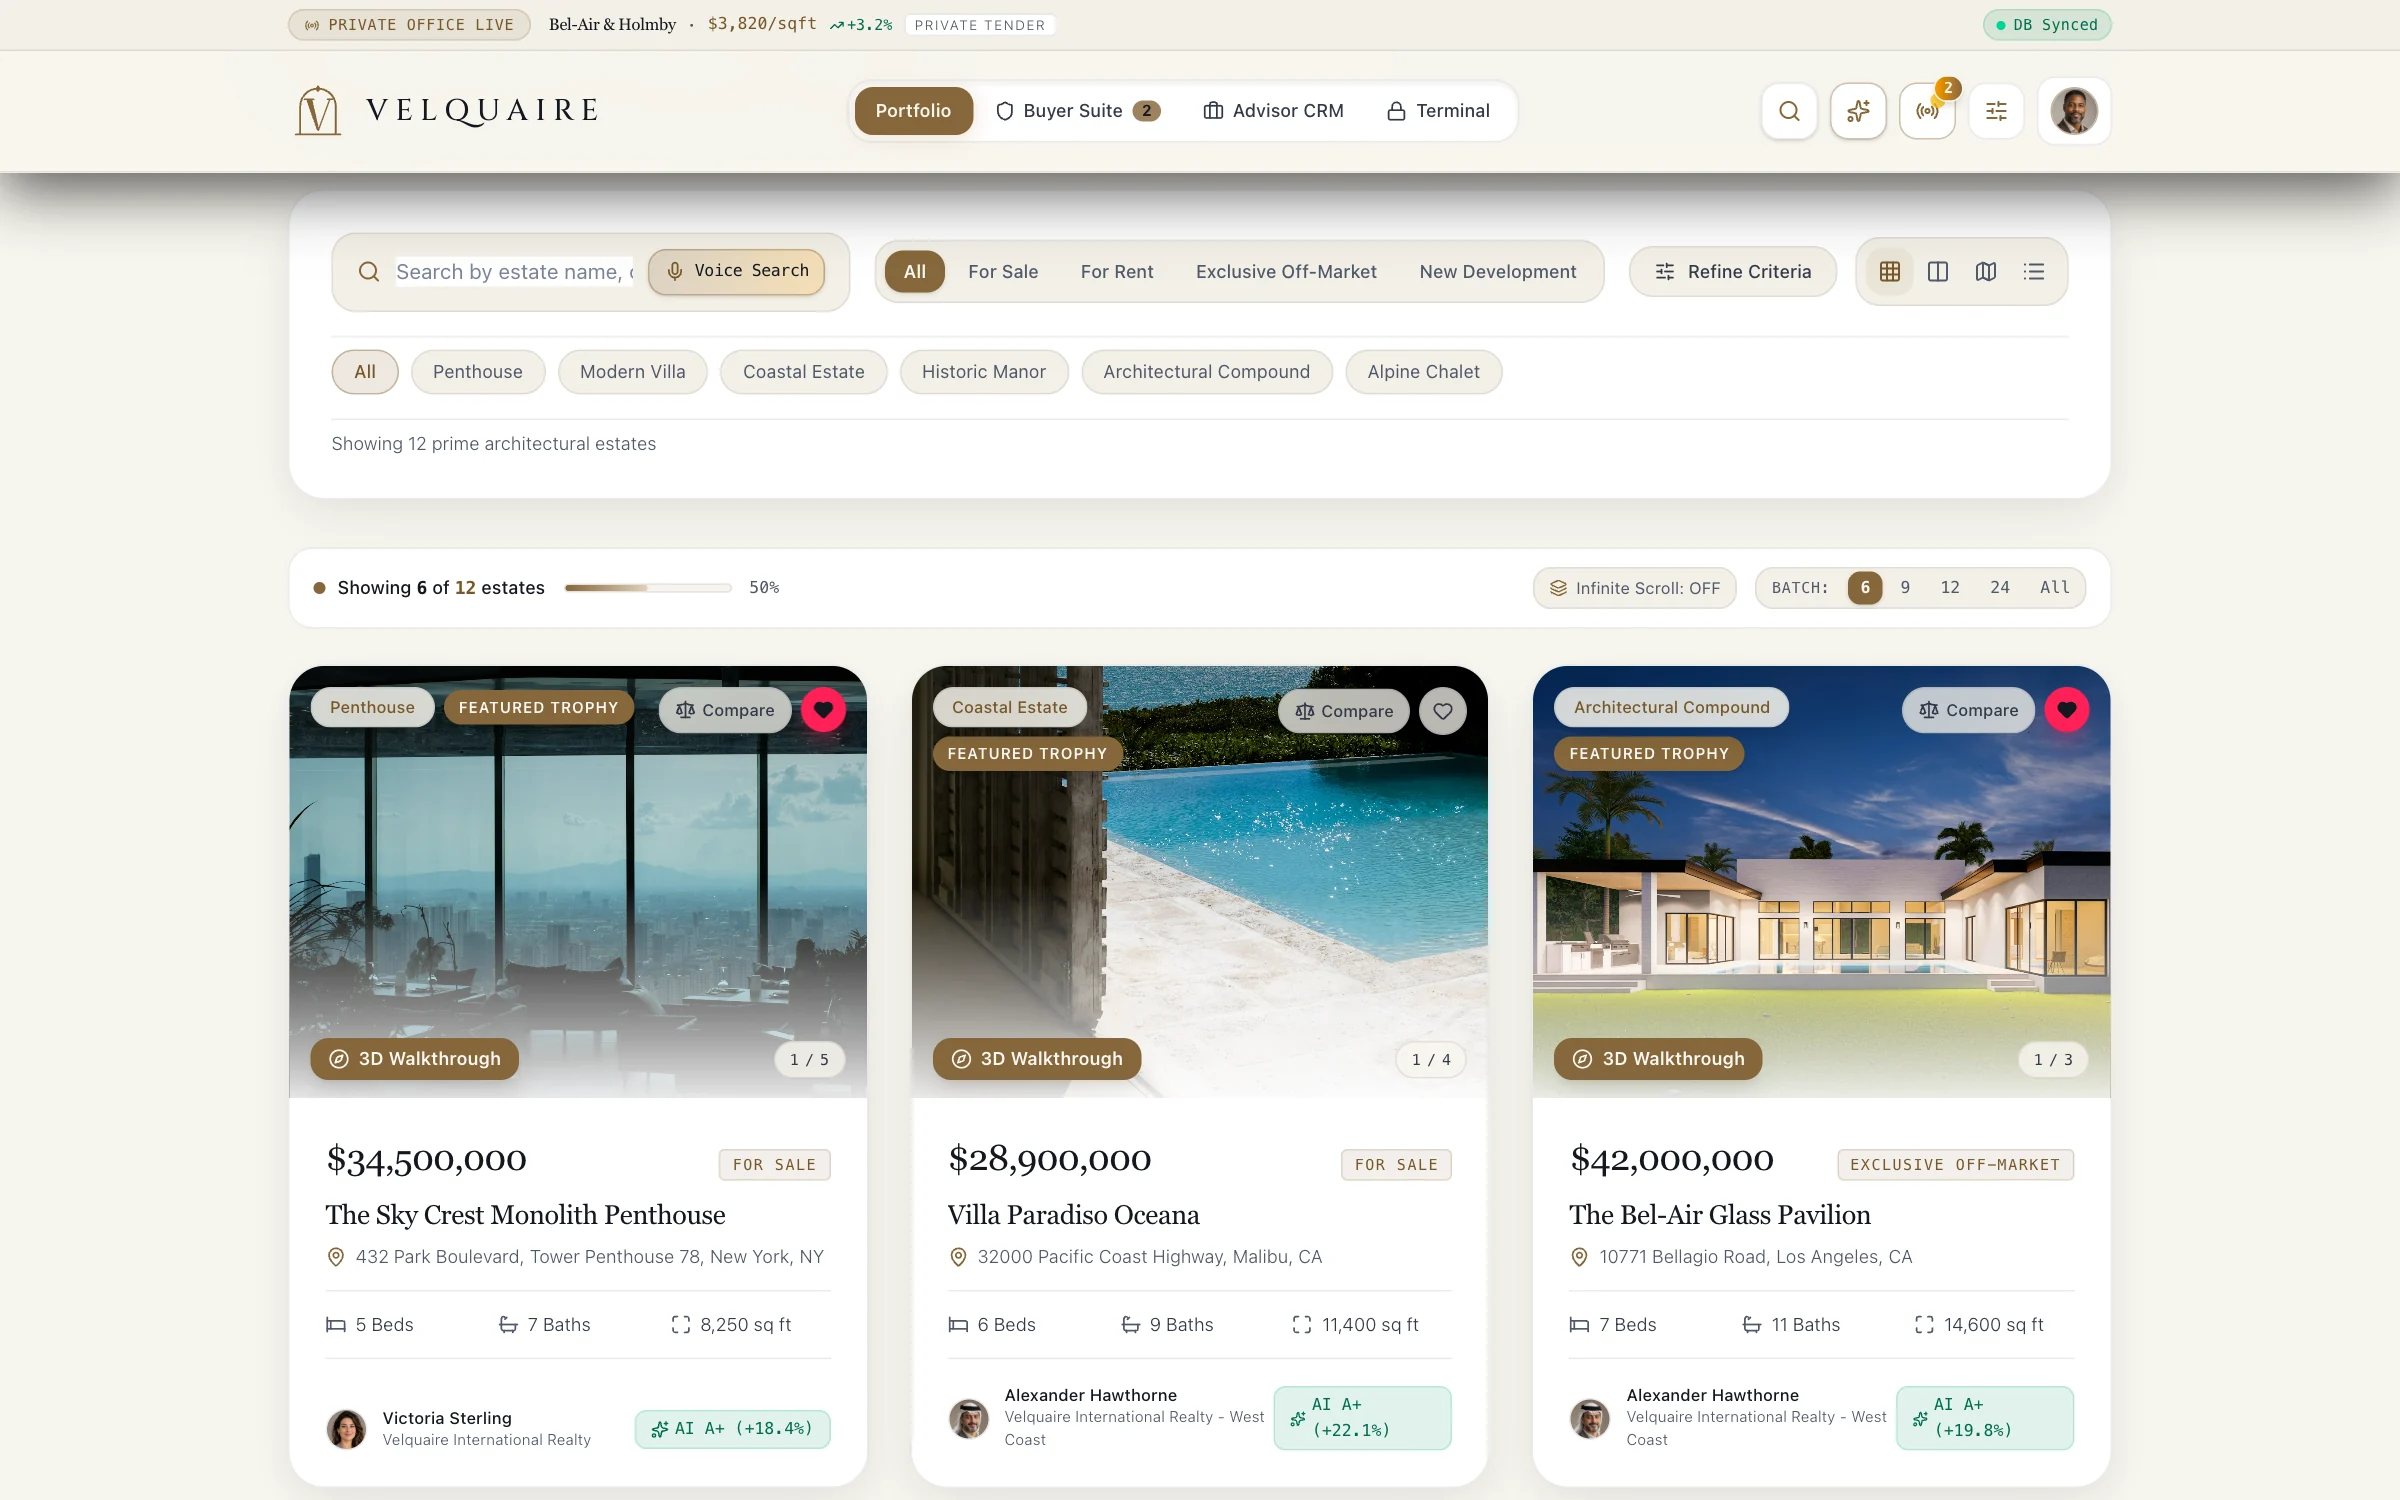 PRIVATE OFFICE LIVE Bel-Air & Holmby · $3,820/sqft +3.2% PRIVATE TENDER DB Synced
V VELQUAIRE Portfolio Buyer Suite 2 Advisor CRM Terminal 2
Search by estate name, Voice Search All For Sale For Rent Exclusive Off-Market New Development Refine Criteria
All Penthouse Modern Villa Coastal Estate Historic Manor Architectural Compound Alpine Chalet
Showing 12 prime architectural estates
Showing 6 of 12 estates 50% Infinite Scroll: OFF BATCH: 6 9 12 24 All
Penthouse FEATURED TROPHY Compare
3D Walkthrough 1 / 5
$34,500,000 FOR SALE
The Sky Crest Monolith Penthouse
432 Park Boulevard, Tower Penthouse 78, New York, NY
5 Beds 7 Baths 8,250 sq ft
Victoria Sterling
Velquaire International Realty
AI A+ (+18.4%)
Coastal Estate Compare
FEATURED TROPHY
3D Walkthrough 1 / 4
$28,900,000 FOR SALE
Villa Paradiso Oceana
32000 Pacific Coast Highway, Malibu, CA
6 Beds 9 Baths 11,400 sq ft
Alexander Hawthorne
Velquaire International Realty - West
Coast
AI A+
(+22.1%)
Architectural Compound Compare
FEATURED TROPHY
3D Walkthrough 1 / 3
$42,000,000 EXCLUSIVE OFF-MARKET
The Bel-Air Glass Pavilion
10771 Bellagio Road, Los Angeles, CA
7 Beds 11 Baths 14,600 sq ft
Alexander Hawthorne
Velquaire International Realty - West
Coast
AI A+
(+19.8%)